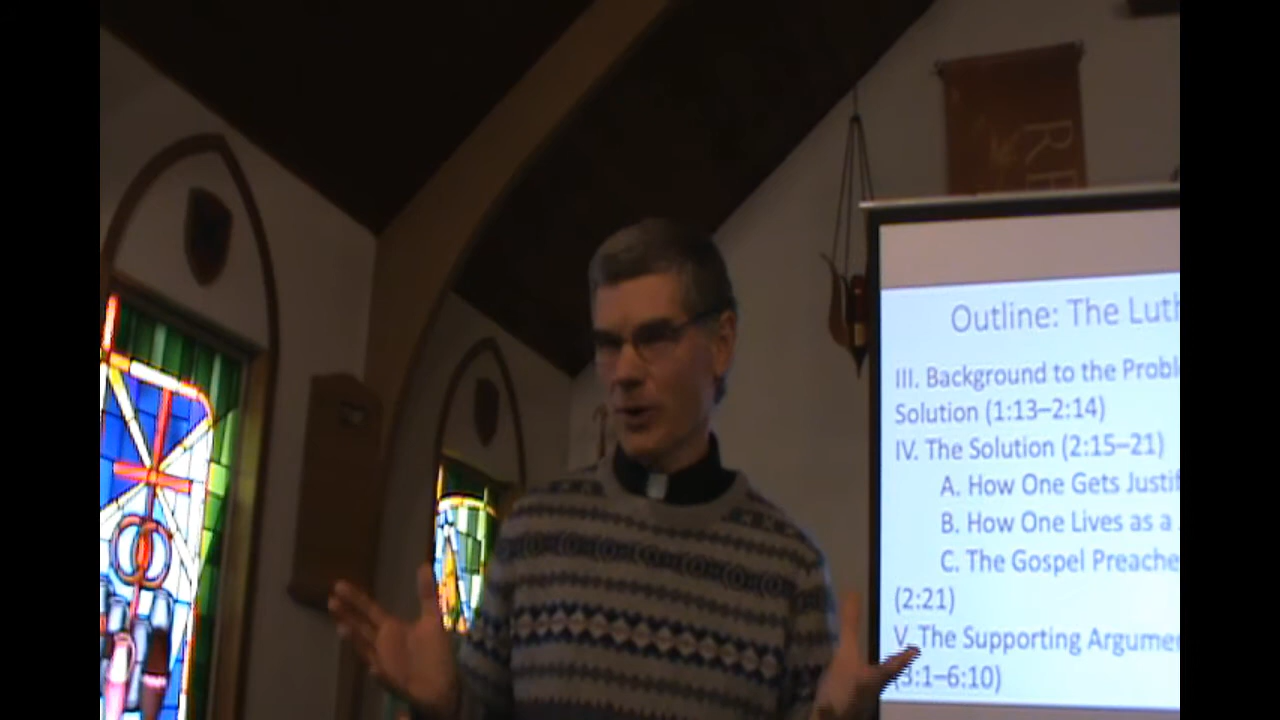 RE
Outline: The Luth
III. Background to the Probl
Solution (1:13–2:14)
IV. The Solution (2:15–21)
A. How One Gets Justif
B. How One Lives as a
C. The Gospel Preache
(2:21)
V. The Supporting Argumen
(3:1–6:10)